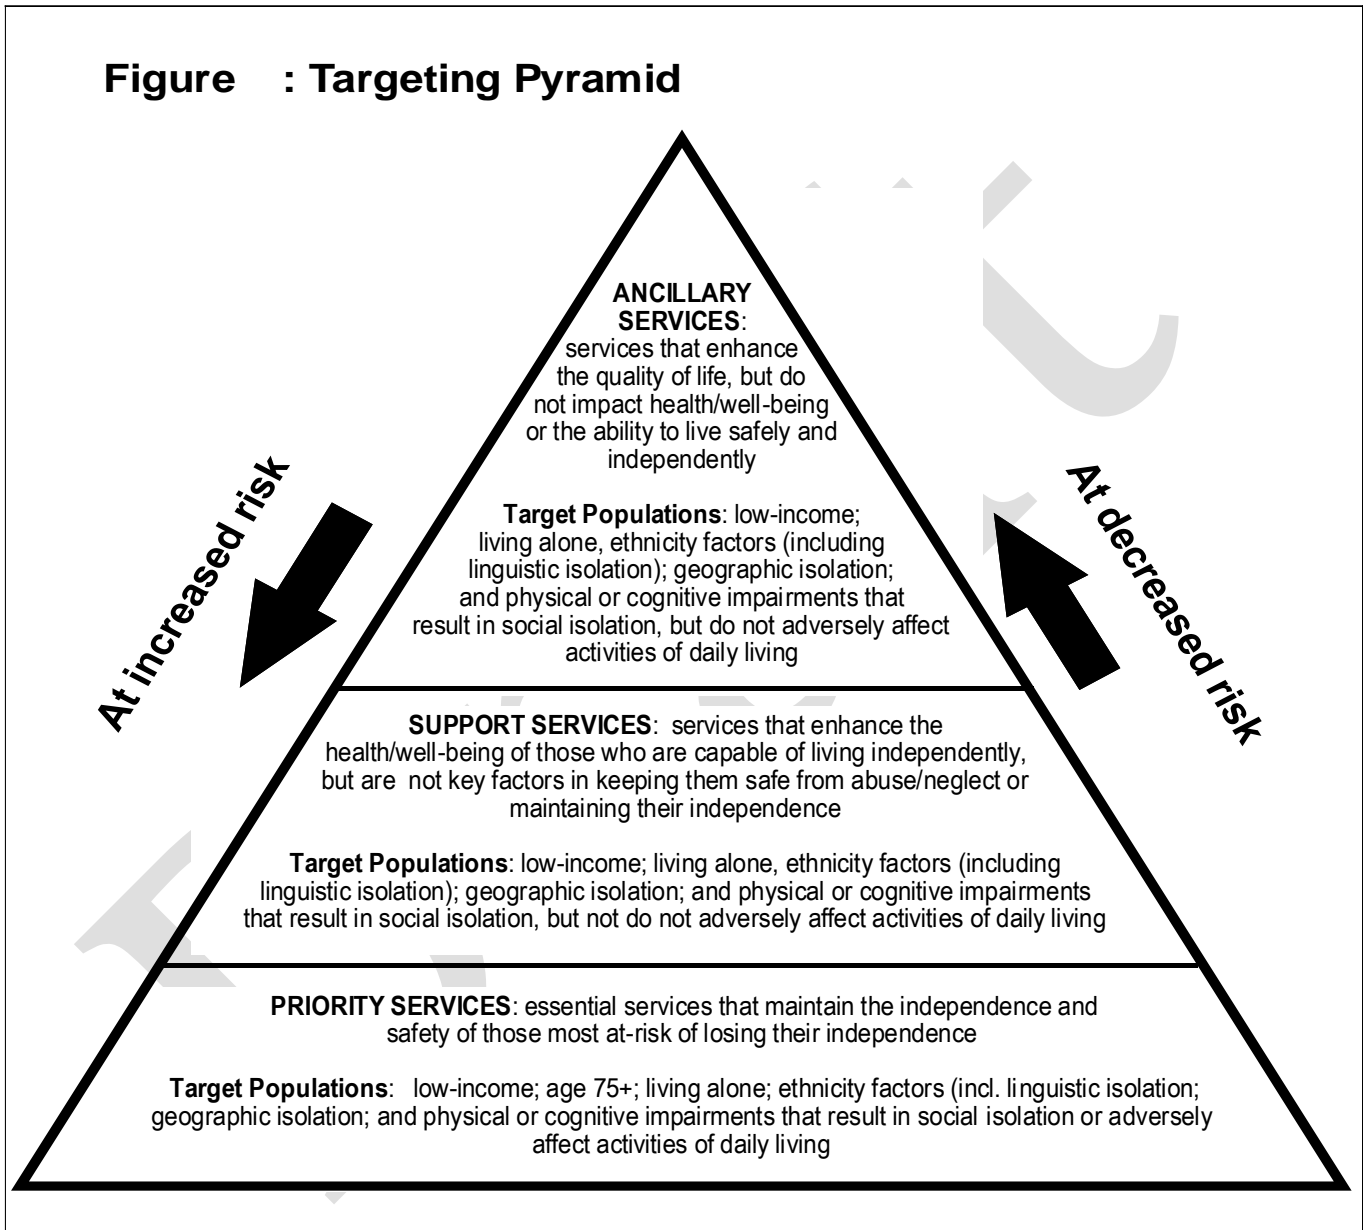 Figure : Targeting Pyramid
ANCILLARY
SERVICES:
services that enhance
the quality of life, but do
not impact health/well-being
or the ability to live safely and
independently
Target Populations: low-income;
living alone, ethnicity factors (including
linguistic isolation); geographic isolation;
and physical or cognitive impairments that
result in social isolation, but do not adversely affect
activities of daily living
At increased risk
At decreased risk
SUPPORT SERVICES: services that enhance the
health/well-being of those who are capable of living independently,
but are not key factors in keeping them safe from abuse/neglect or
maintaining their independence
Target Populations: low-income; living alone, ethnicity factors (including
linguistic isolation); geographic isolation; and physical or cognitive impairments
that result in social isolation, but not do not adversely affect activities of daily living
PRIORITY SERVICES: essential services that maintain the independence and
safety of those most at-risk of losing their independence
Target Populations: low-income; age 75+; living alone; ethnicity factors (incl. linguistic isolation;
geographic isolation; and physical or cognitive impairments that result in social isolation or adversely
affect activities of daily living